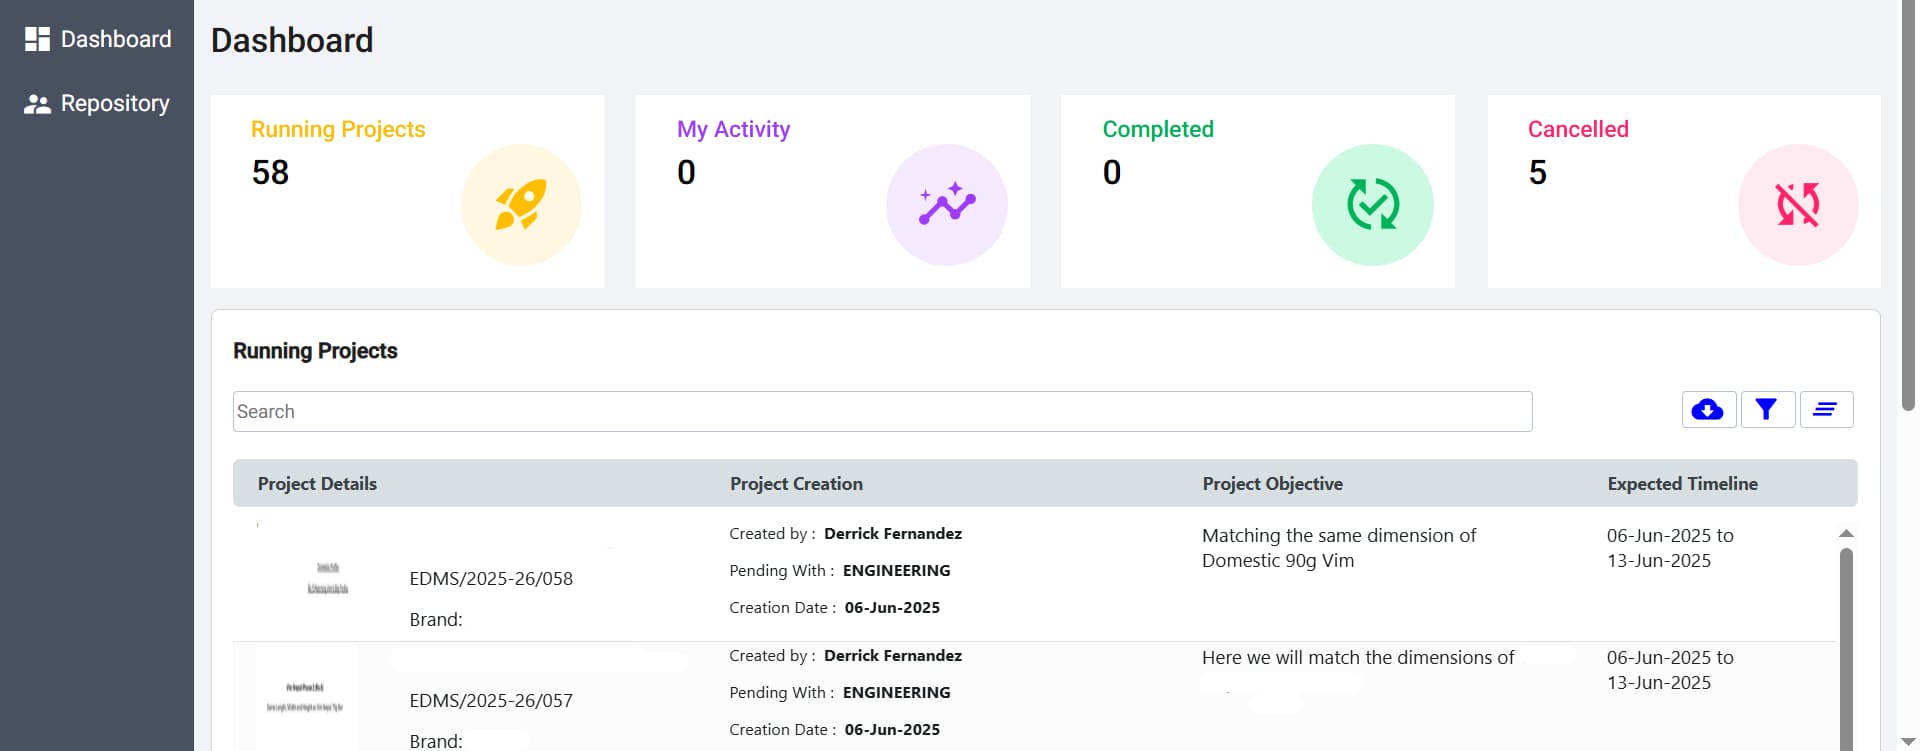 Dashboard
Repository
Dashboard
Running Projects
58
My Activity
0
Completed
0
Cancelled
5
Running Projects
Search
Project Details Project Creation Project Objective Expected Timeline
EDMS/2025-26/058
Brand:
Created by : Derrick Fernandez
Pending With : ENGINEERING
Creation Date : 06-Jun-2025
Matching the same dimension of
Domestic 90g Vim
06-Jun-2025 to
13-Jun-2025
EDMS/2025-26/057
Brand:
Created by : Derrick Fernandez
Pending With : ENGINEERING
Creation Date : 06-Jun-2025
Here we will match the dimensions of
06-Jun-2025 to
13-Jun-2025